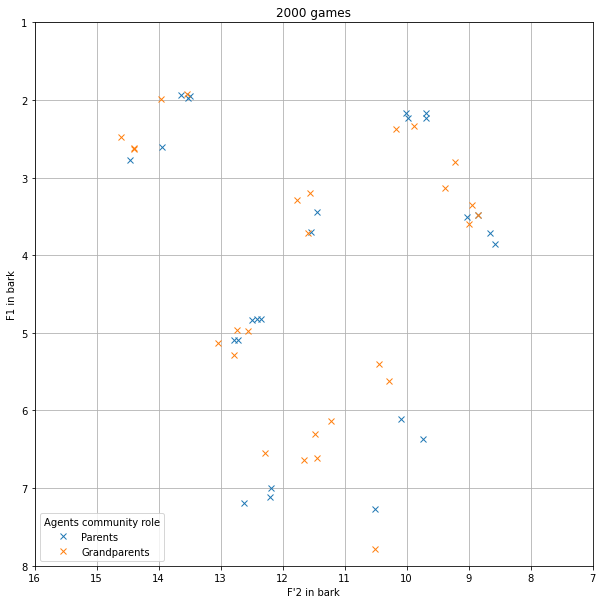 2000 games
1
2
3
4
5
6
7
8
F1 in bark
Agents community role
Parents
Grandparents
16 15 14 13 12 11 10 9 8 7
F'2 in bark